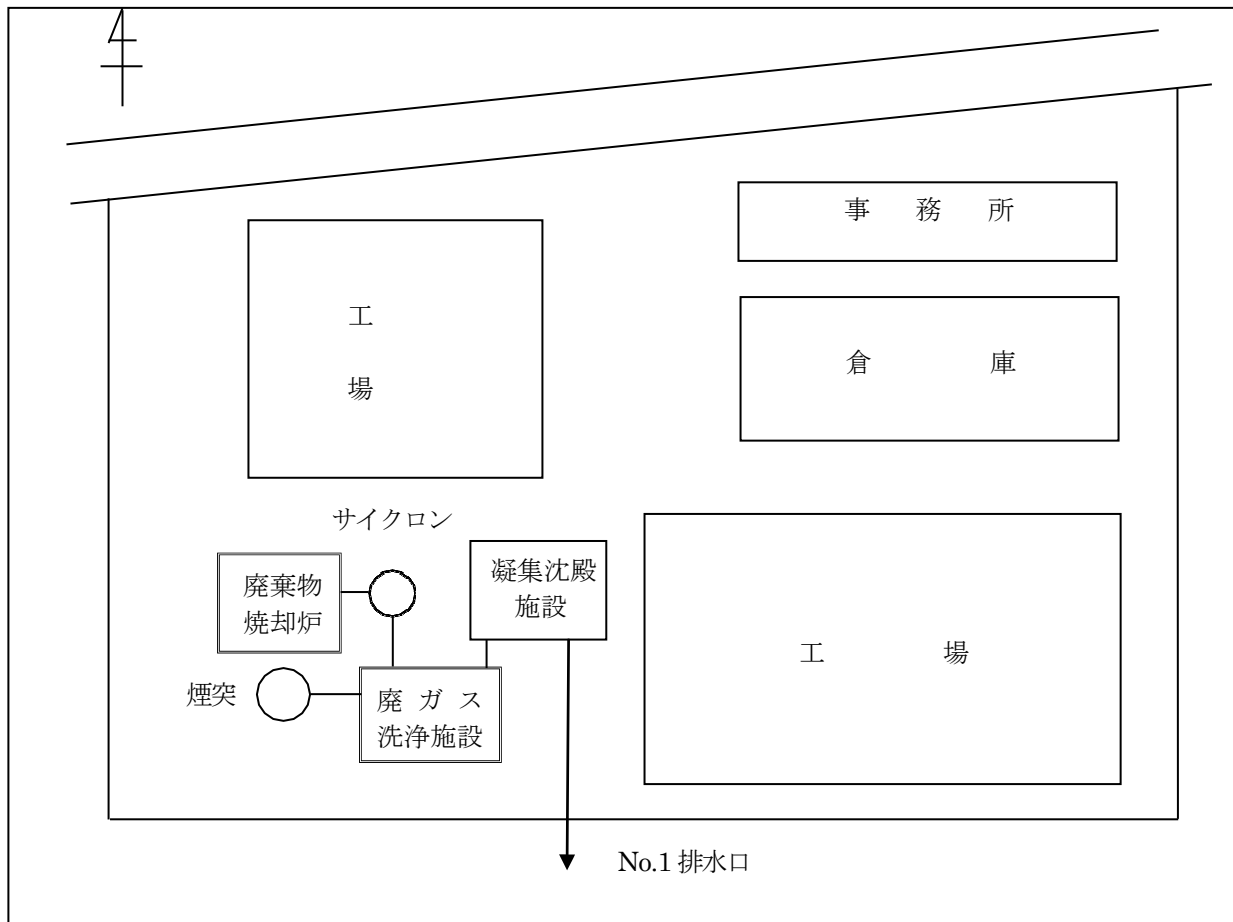 事 務 所
工
場
倉 庫
サイクロン
廃棄物
焼却炉
凝集沈殿
施設
工 場
煙突
廃 ガ ス
洗浄施設
No.1 排水口